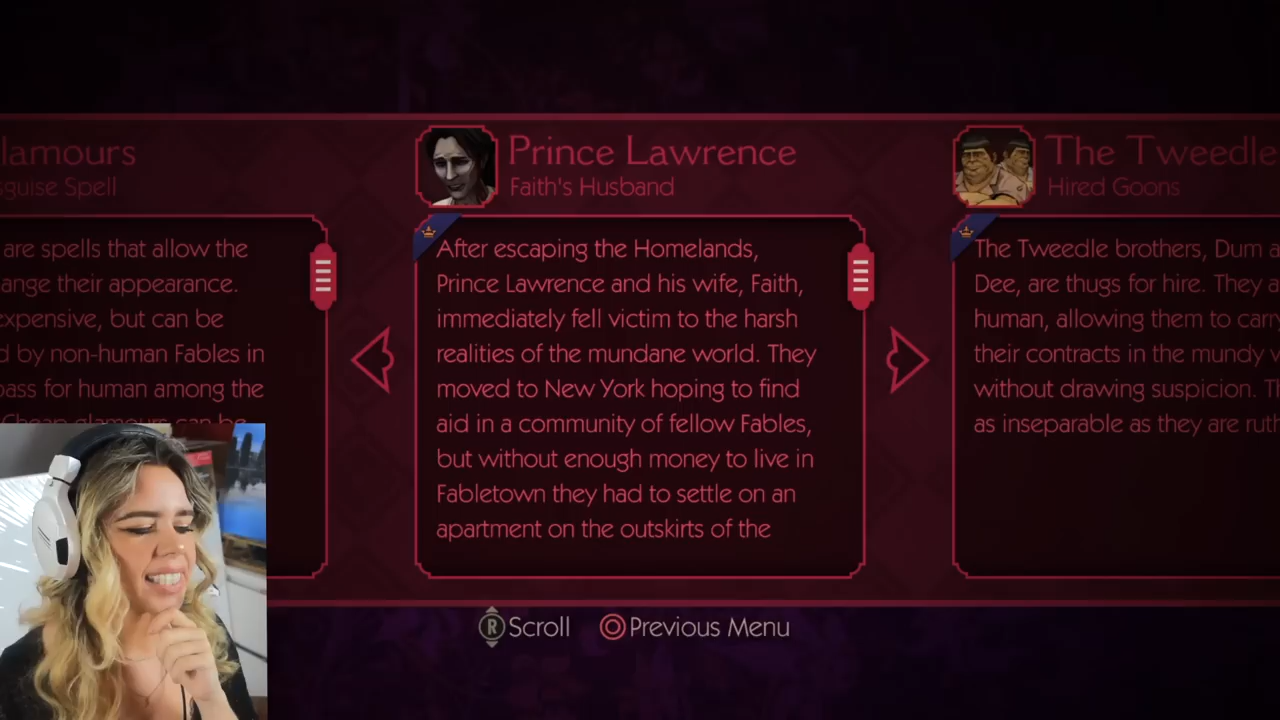 lamours
sguise Spell
are spells that allow the
ange their appearance.
expensive, but can be
d by non-human Fables in
pass for human among the
Cheap glamours can be
Prince Lawrence
Faith's Husband
After escaping the Homelands,
Prince Lawrence and his wife, Faith,
immediately fell victim to the harsh
realities of the mundane world. They
moved to New York hoping to find
aid in a community of fellow Fables,
but without enough money to live in
Fabletown they had to settle on an
apartment on the outskirts of the
The Tweedle
Hired Goons
The Tweedle brothers, Dum a
Dee, are thugs for hire. They a
human, allowing them to carr
their contracts in the mundy w
without drawing suspicion. Th
as inseparable as they are ruth
R Scroll
Previous Menu